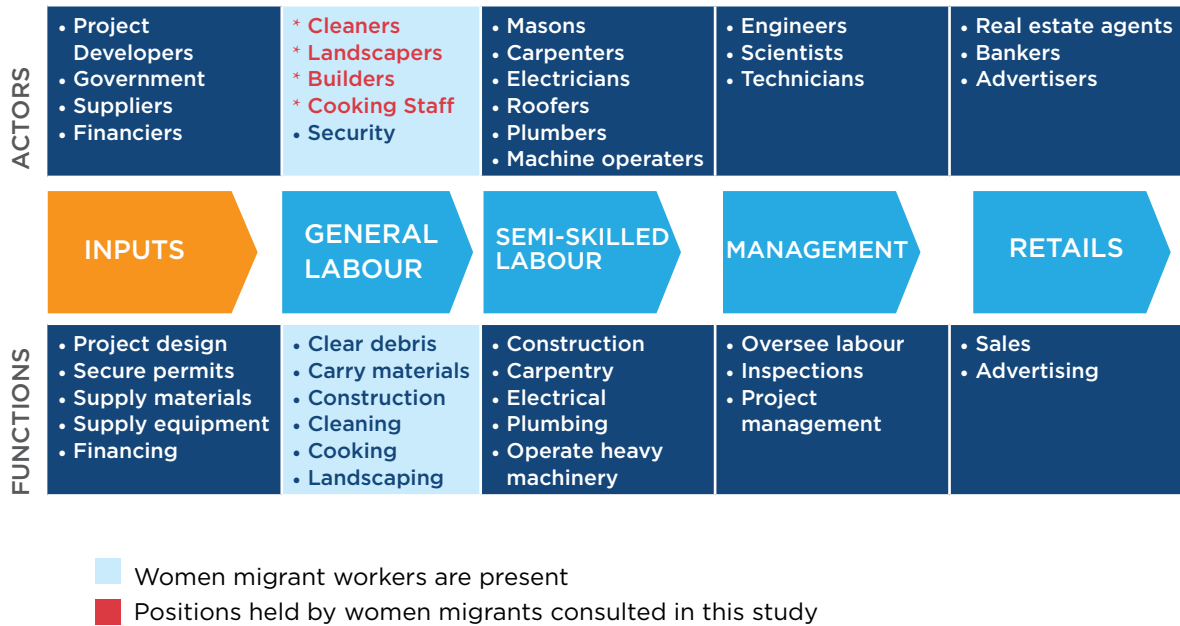 ACTORS
• Project
Developers
• Government
• Suppliers
• Financiers
* Cleaners
* Landscapers
* Builders
* Cooking Staff
• Security
• Masons
• Carpenters
• Electricians
• Roofers
• Plumbers
• Machine operaters
• Engineers
• Scientists
• Technicians
• Real estate agents
• Bankers
• Advertisers
INPUTS
GENERAL
LABOUR
SEMI-SKILLED
LABOUR
MANAGEMENT
RETAILS
FUNCTIONS
• Project design
• Secure permits
• Supply materials
• Supply equipment
• Financing
• Clear debris
• Carry materials
• Construction
• Cleaning
• Cooking
• Landscaping
• Construction
• Carpentry
• Electrical
• Plumbing
• Operate heavy
machinery
• Oversee labour
• Inspections
• Project
management
• Sales
• Advertising
Women migrant workers are present
Positions held by women migrants consulted in this study